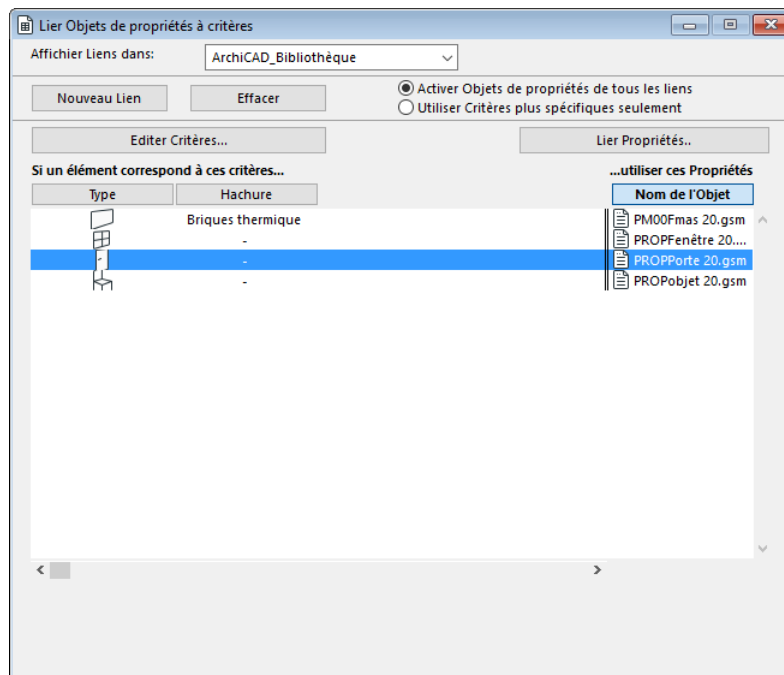 Lier Objets de propriétés à critères
Affichier Liens dans:
ArchiCAD_Bibliothèque
Nouveau Lien
Effacer
Activer Objets de propriétés de tous les liens
Utiliser Critères plus spécifiques seulement
Editer Critères...
Lier Propriétés..
Si un élément correspond à ces critères...
...utiliser ces Propriétés
Type
Hachure
Nom de l'Objet
Briques thermique
PM00Fmas 20.gsm
-
PROPFenêtre 20....
-
PROPPorte 20.gsm
-
PROPobjet 20.gsm